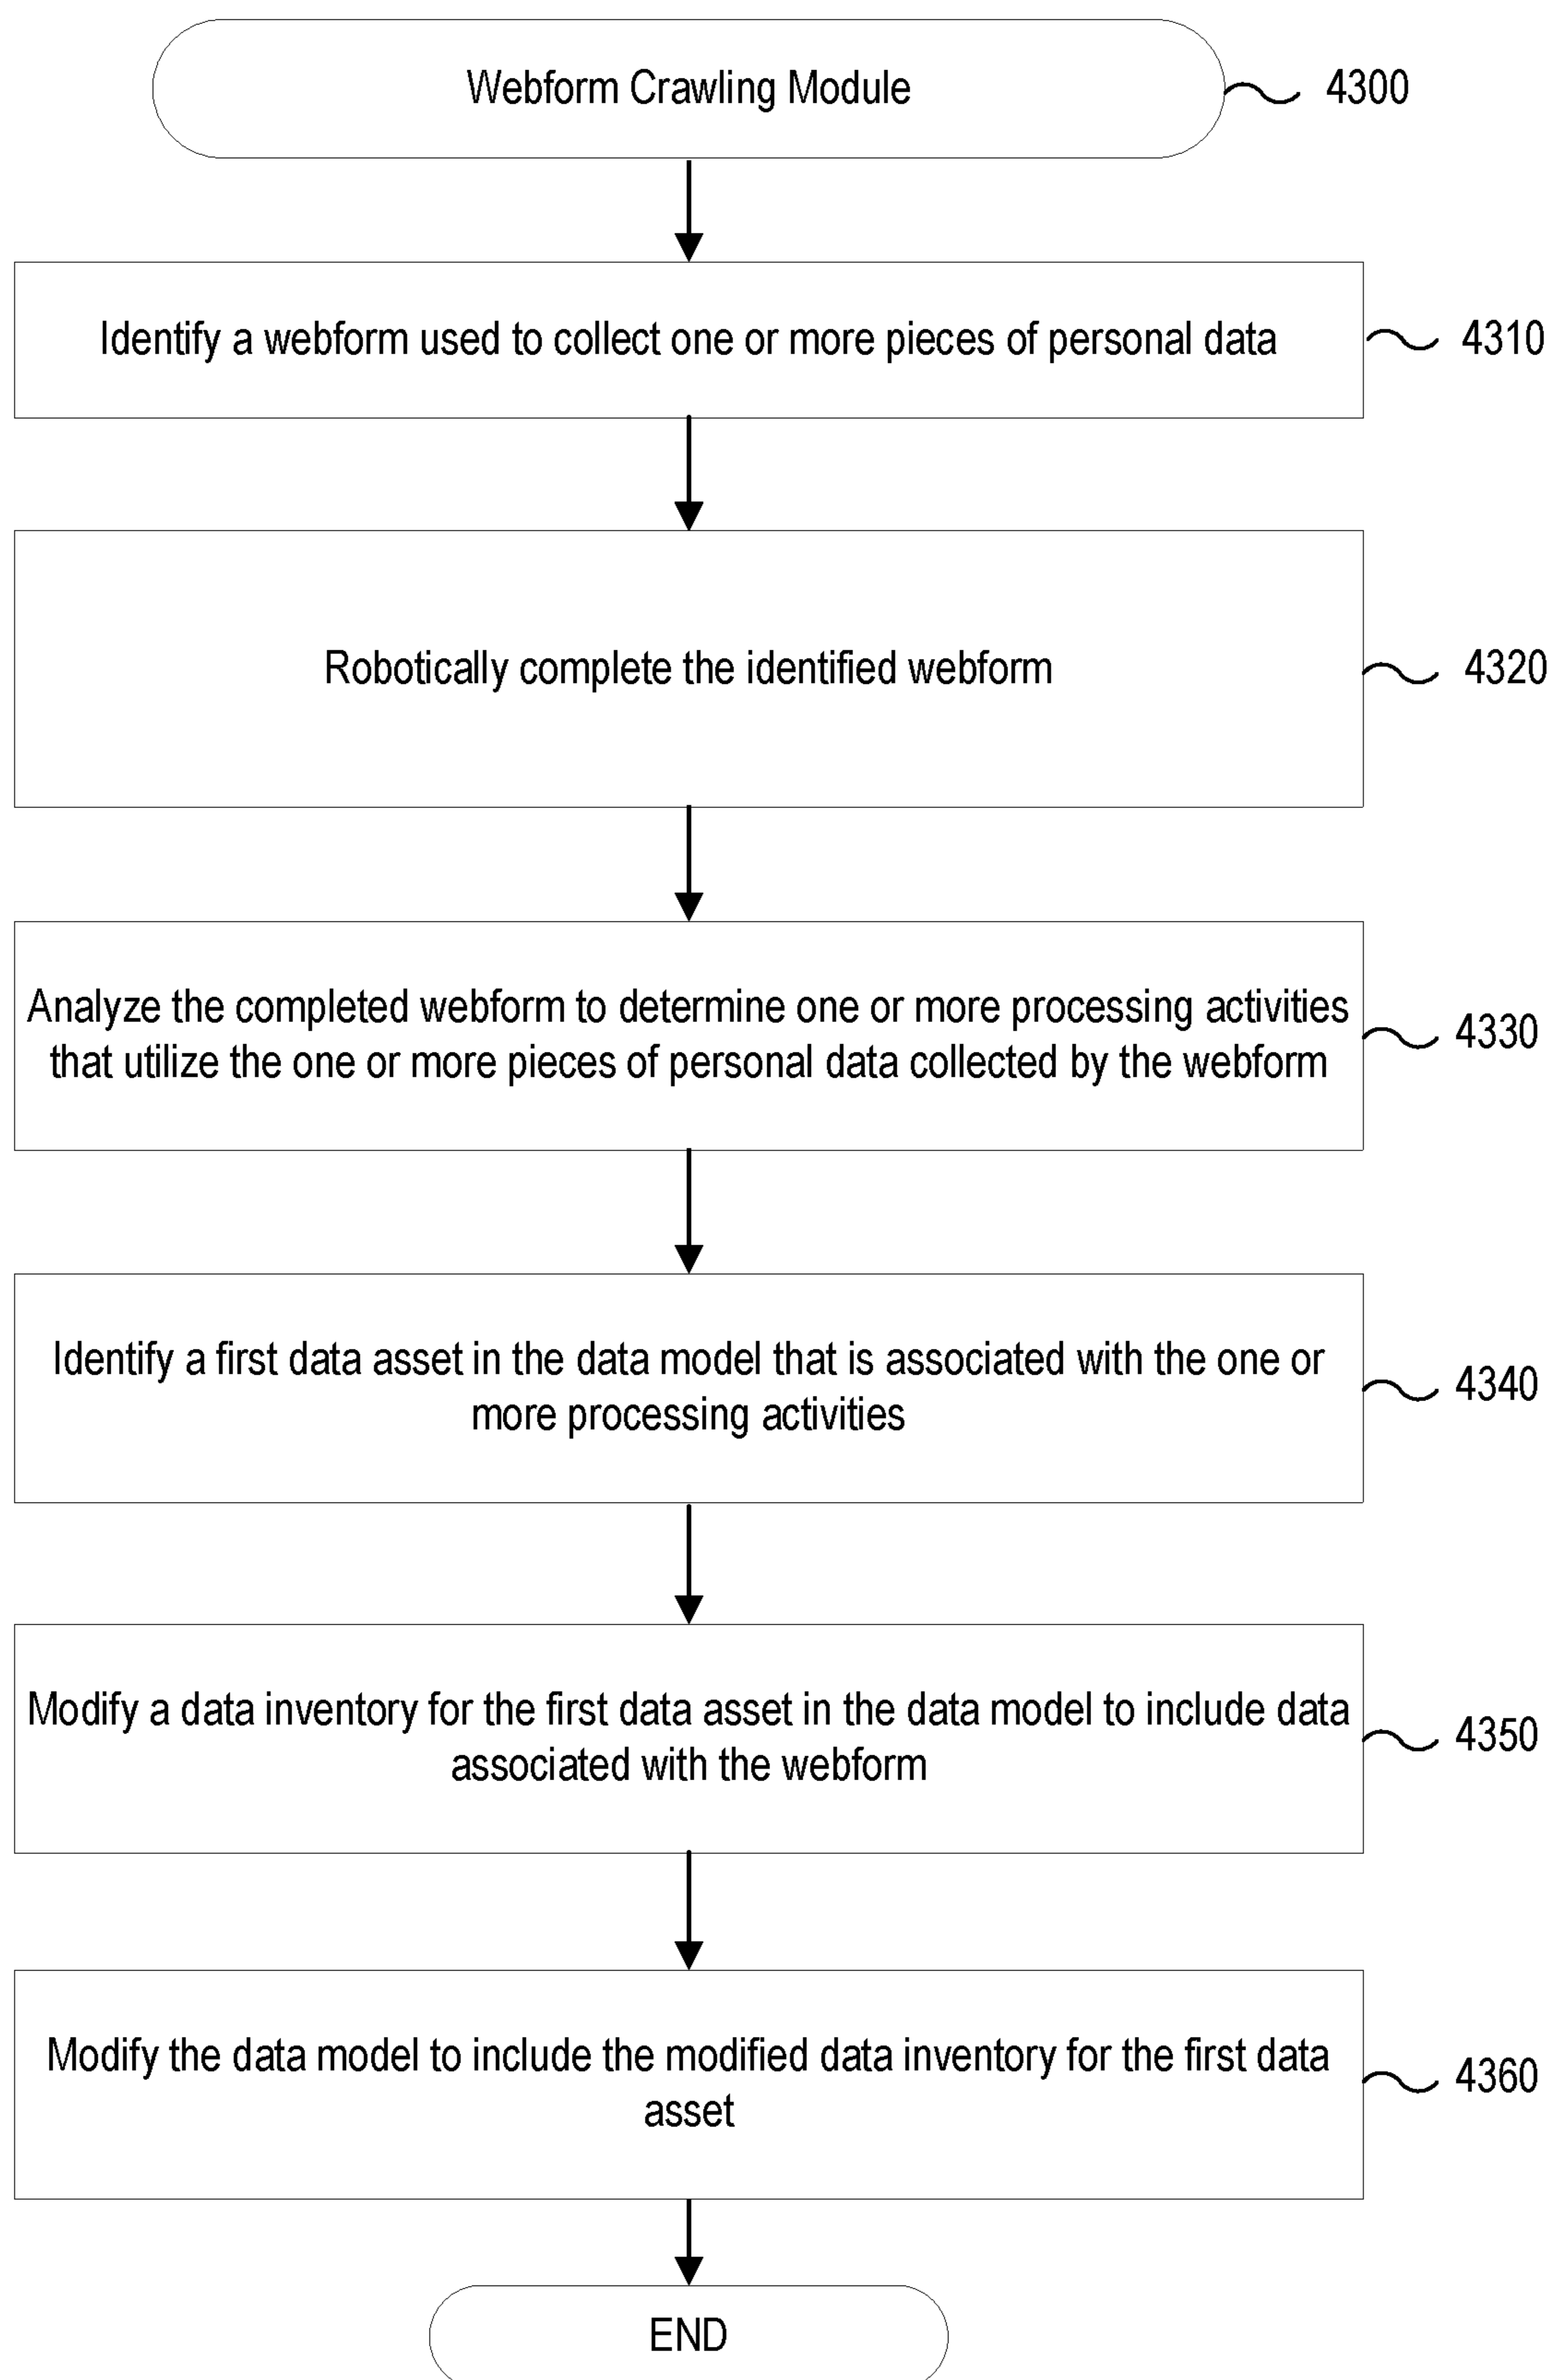 Webform Crawling Module
4300
Identify a webform used to collect one or more pieces of personal data
4310
Robotically complete the identified webform
4320
Analyze the completed webform to determine one or more processing activities
that utilize the one or more pieces of personal data collected by the webform
4330
Identify a first data asset in the data model that is associated with the one or
more processing activities
4340
Modify a data inventory for the first data asset in the data model to include data
associated with the webform
4350
Modify the data model to include the modified data inventory for the first data
asset
4360
END